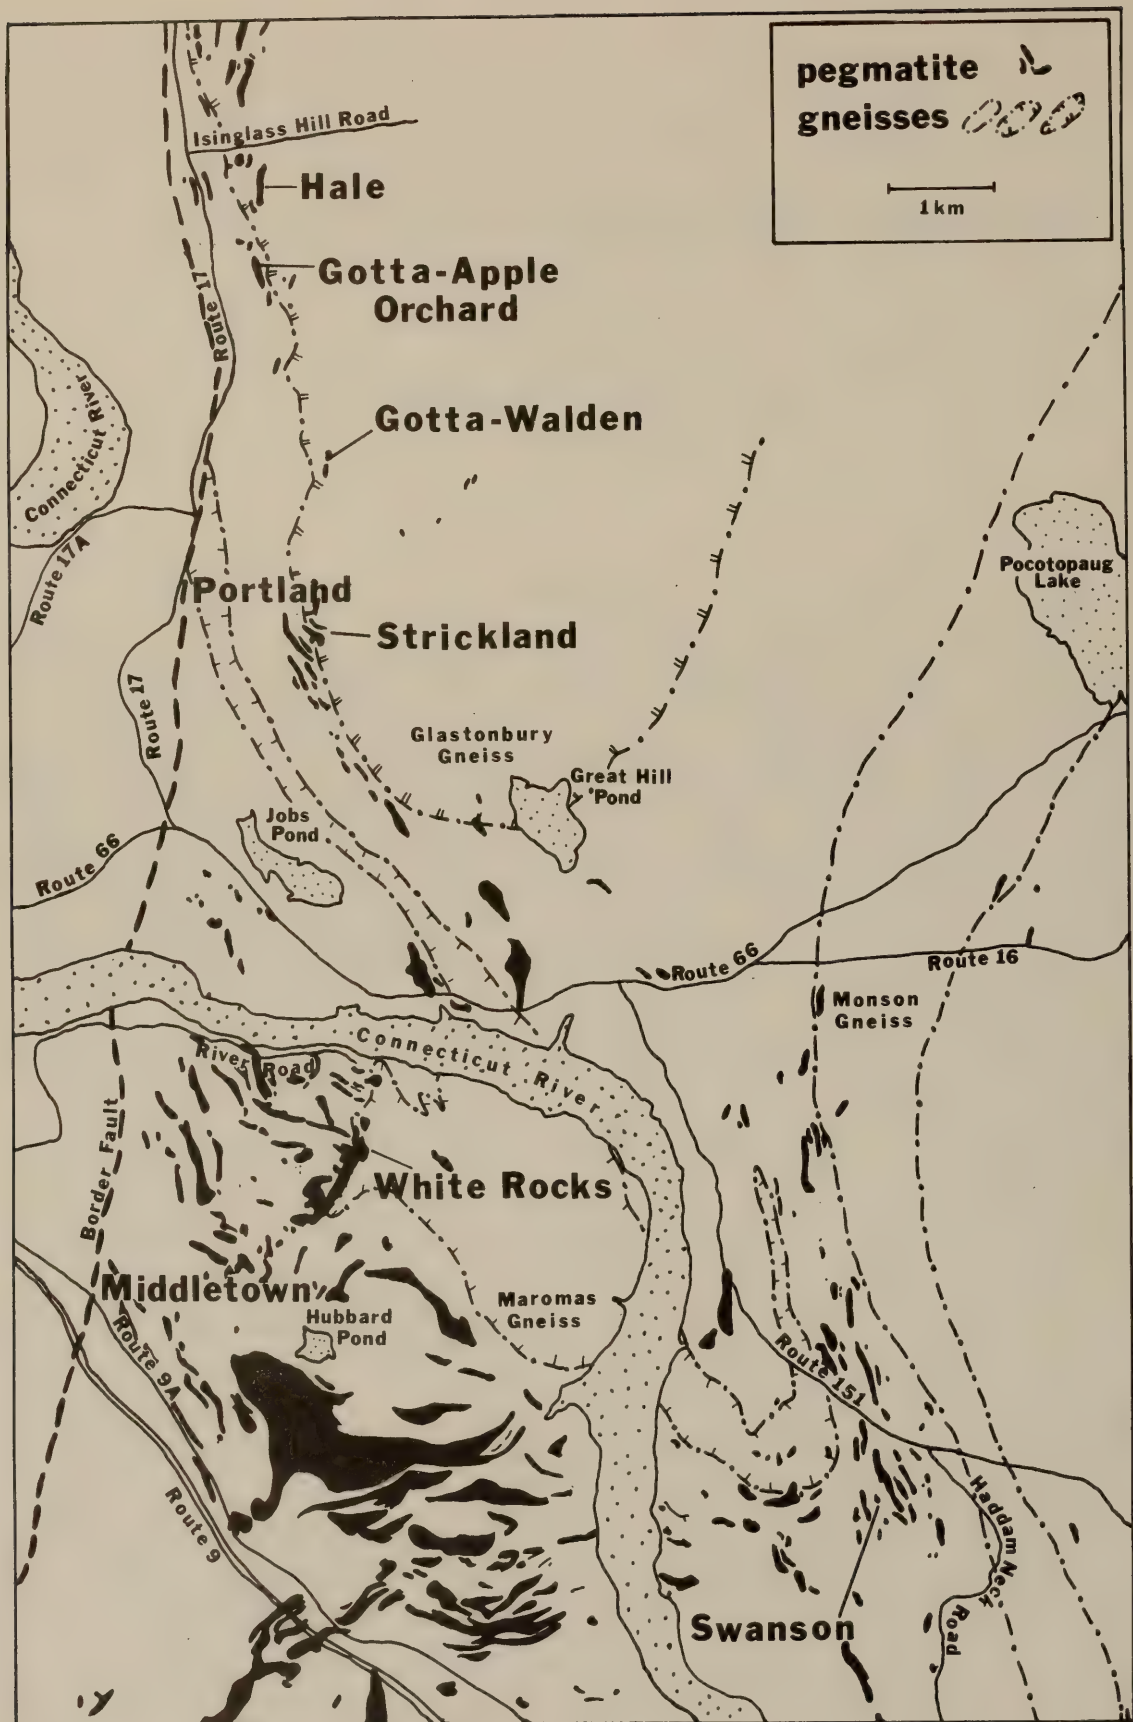 pegmatite
gneisses
1 km
Isinglass Hill Road
Hale
Gotta-Apple
Orchard
Route 17
Connecticut River
Gotta-Walden
Route 17A
Pocotopaug
Lake
Portland
Strickland
Route 17
Glastonbury
Gneiss
Great Hill
Pond
Jobs
Pond
Route 66
Route 66
Route 16
Monson
Gneiss
Connecticut River
River Road
Border Fault
White Rocks
Middletown
Hubbard
Pond
Maromas
Gneiss
Route 9A
Route 151
Route 9
Haddam Neck
Road
Swanson